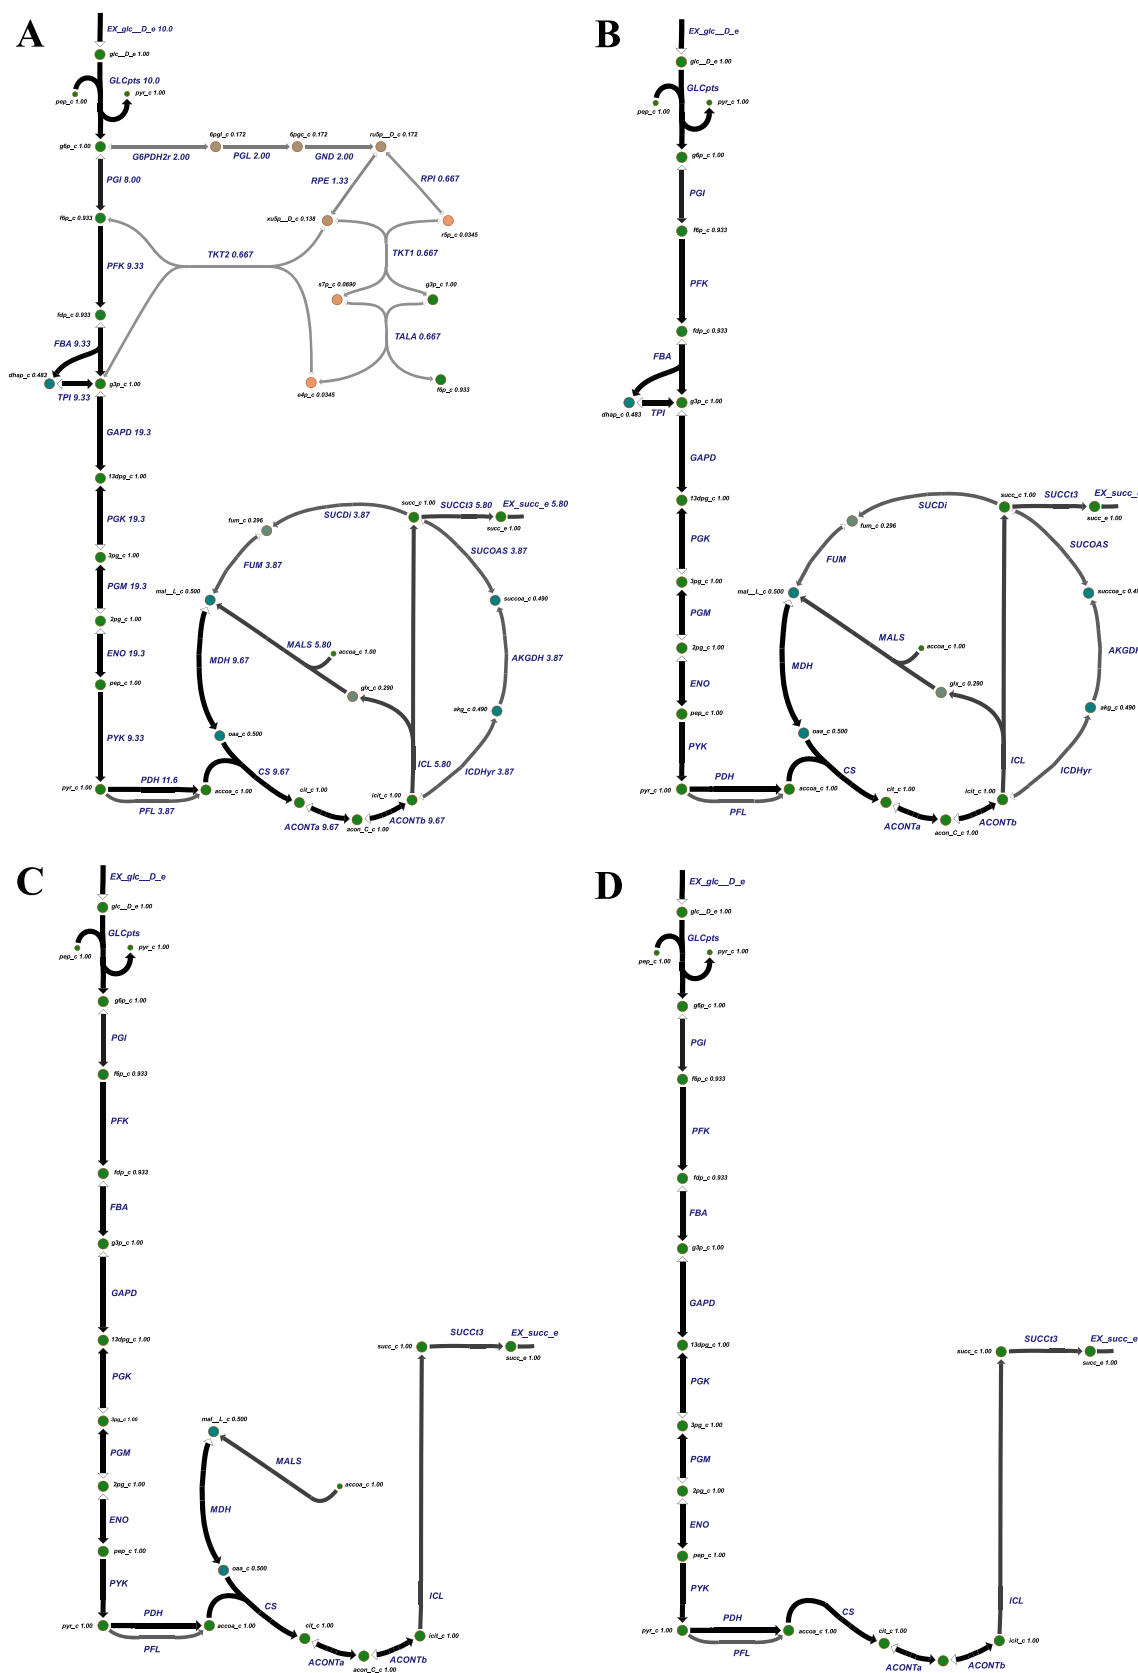 A
EX_glc__D_e 10.0
glc__D_e 1.00
GLCpts 10.0
pep_c 1.00
pyr_c 1.00
g6p_c 1.00
G6PDH2r 2.00
6pgl_c 0.172
PGL 2.00
6pgc_c 0.172
GND 2.00
ru5p__D_c 0.172
PGI 8.00
RPE 1.33
RPI 0.667
f6p_c 0.933
xu5p__D_c 0.138
r5p_c 0.0345
TKT2 0.667
TKT1 0.667
PFK 9.33
s7p_c 0.0690
g3p_c 1.00
fdp_c 0.933
TALA 0.667
FBA 9.33
dhap_c 0.483
TPI 9.33
g3p_c 1.00
e4p_c 0.0345
f6p_c 0.933
GAPD 19.3
13dpg_c 1.00
PGK 19.3
3pg_c 1.00
PGM 19.3
2pg_c 1.00
ENO 19.3
pep_c 1.00
PYK 9.33
pyr_c 1.00
PDH 11.6
PFL 3.87
accoa_c 1.00
succ_c 1.00
SUCCt3 5.80
EX_succ_e 5.80
succ_e 1.00
SUCDi 3.87
fum_c 0.296
FUM 3.87
SUCOAS 3.87
mal__L_c 0.500
succoa_c 0.490
MALS 5.80
accoa_c 1.00
MDH 9.67
AKGDH 3.87
glx_c 0.290
akg_c 0.490
oaa_c 0.500
CS 9.67
ICL 5.80
ICDHyr 3.87
cit_c 1.00
icit_c 1.00
ACONTa 9.67
acon_C_c 1.00
ACONTb 9.67
B
EX_glc__D_e
glc__D_e 1.00
GLCpts
pep_c 1.00
pyr_c 1.00
g6p_c 1.00
PGI
f6p_c 0.933
PFK
fdp_c 0.933
FBA
dhap_c 0.483
TPI
g3p_c 1.00
GAPD
13dpg_c 1.00
PGK
3pg_c 1.00
PGM
2pg_c 1.00
ENO
pep_c 1.00
PYK
pyr_c 1.00
PDH
PFL
accoa_c 1.00
succ_c 1.00
SUCCt3
EX_succ_
succ_e 1.00
SUCDi
fum_c 0.296
FUM
SUCOAS
mal__L_c 0.500
succoa_c 0.4
MALS
accoa_c 1.00
MDH
AKGDH
glx_c 0.290
akg_c 0.490
oaa_c 0.500
CS
ICL
ICDHyr
cit_c 1.00
icit_c 1.00
ACONTa
acon_C_c 1.00
ACONTb
C
EX_glc__D_e
glc__D_e 1.00
GLCpts
pep_c 1.00
pyr_c 1.00
g6p_c 1.00
PGI
f6p_c 0.933
PFK
fdp_c 0.933
FBA
g3p_c 1.00
GAPD
13dpg_c 1.00
PGK
3pg_c 1.00
PGM
2pg_c 1.00
ENO
pep_c 1.00
PYK
pyr_c 1.00
PDH
PFL
accoa_c 1.00
succ_c 1.00
SUCCt3
EX_succ_e
succ_e 1.00
mal__L_c 0.500
MALS
accoa_c 1.00
MDH
oaa_c 0.500
CS
ICL
cit_c 1.00
icit_c 1.00
ACONTa
acon_C_c 1.00
ACONTb
D
EX_glc__D_e
glc__D_e 1.00
GLCpts
pep_c 1.00
pyr_c 1.00
g6p_c 1.00
PGI
f6p_c 0.933
PFK
fdp_c 0.933
FBA
g3p_c 1.00
GAPD
13dpg_c 1.00
PGK
3pg_c 1.00
PGM
2pg_c 1.00
ENO
pep_c 1.00
PYK
pyr_c 1.00
PDH
PFL
accoa_c 1.00
succ_c 1.00
SUCCt3
EX_succ_e
succ_e 1.00
CS
ICL
cit_c 1.00
icit_c 1.00
ACONTa
ACONTb